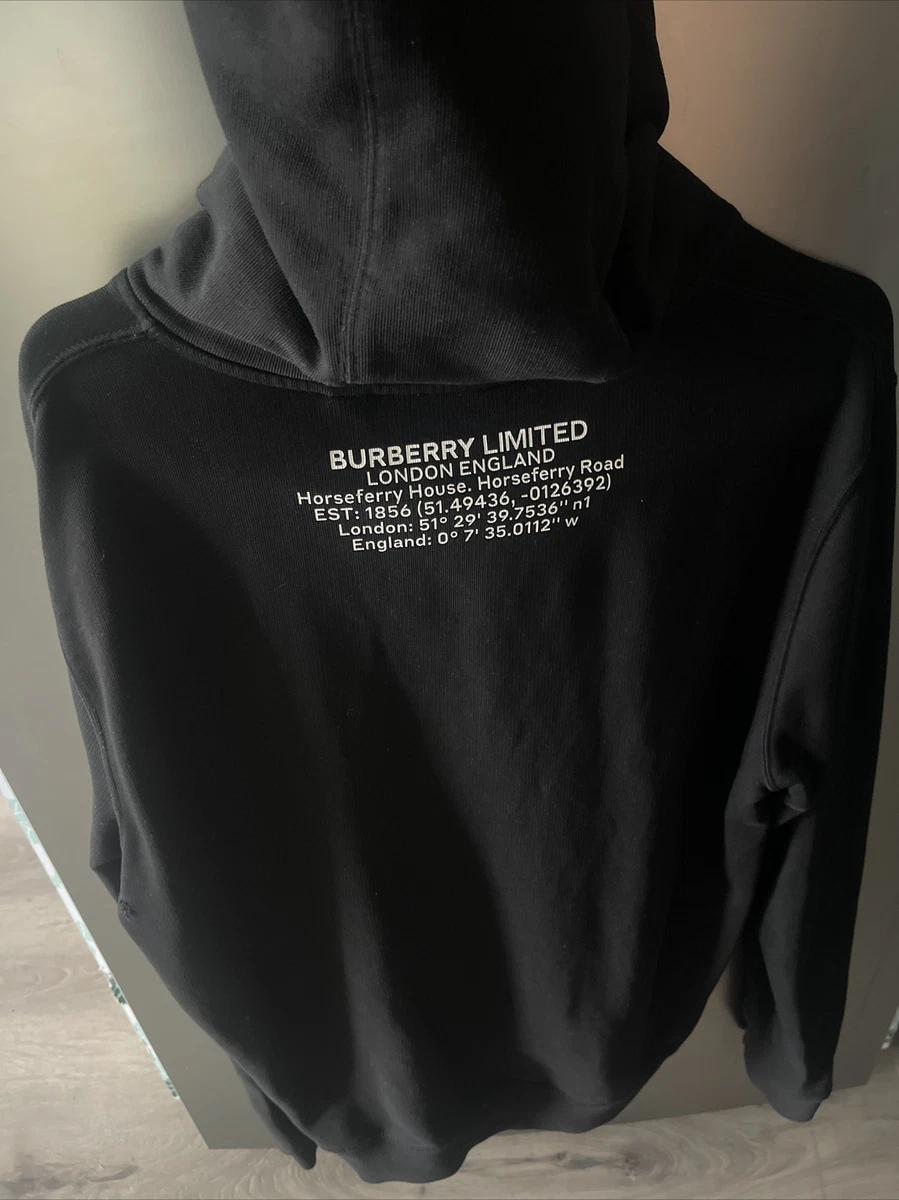 BURBERRY LIMITED
LONDON ENGLAND
Horseferry House. Horseferry Road
EST: 1856 (51.49436, -0126392)
London: 51° 29' 39.7536'' n1
England: 0° 7' 35.0112'' w